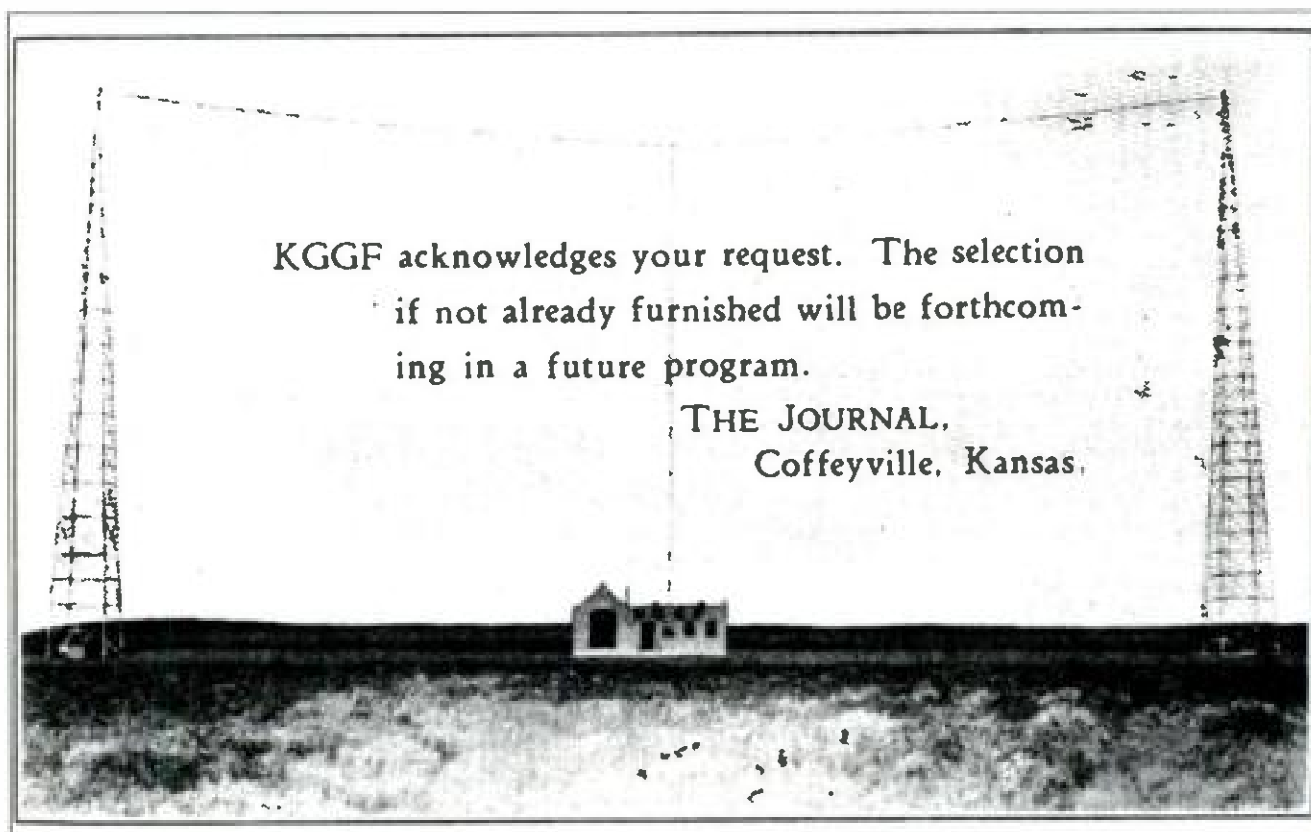 KGGF acknowledges your request. The selection
if not already furnished will be forthcom-
ing in a future program.
THE JOURNAL,
Coffeyville, Kansas.